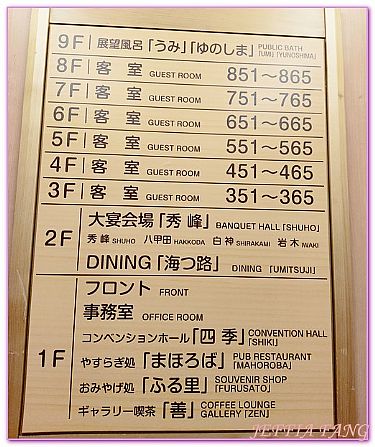 9F 展望風呂「うみ」「ゆのしま」 PUBLIC BATH
「UMI」「YUNOSHIMA」
8F 客室 GUEST ROOM 851～865
7F 客室 GUEST ROOM 751～765
6F 客室 GUEST ROOM 651～665
5F 客室 GUEST ROOM 551～565
4F 客室 GUEST ROOM 451～465
3F 客室 GUEST ROOM 351～365
2F 大宴会場「秀峰」 BANQUET HALL「SHUHO」
秀峰 SHUHO 八甲田 HAKKODA 白神 SHIRAKAMI 岩木 IWAKI
DINING「海つ路」 DINING 「UMITSUJI」
1F フロント FRONT
事務室 OFFICE ROOM
コンベンションホール「四季」 CONVENTION HALL
「SHIKI」
やすらぎ処「まほろば」 PUB RESTAURANT
「MAHOROBA」
おみやげ処「ふる里」 SOUVENIR SHOP
「FURUSATO」
ギャラリー喫茶「善」 COFFEE LOUNGE
GALLERY「ZEN」
JEFFIA FANG